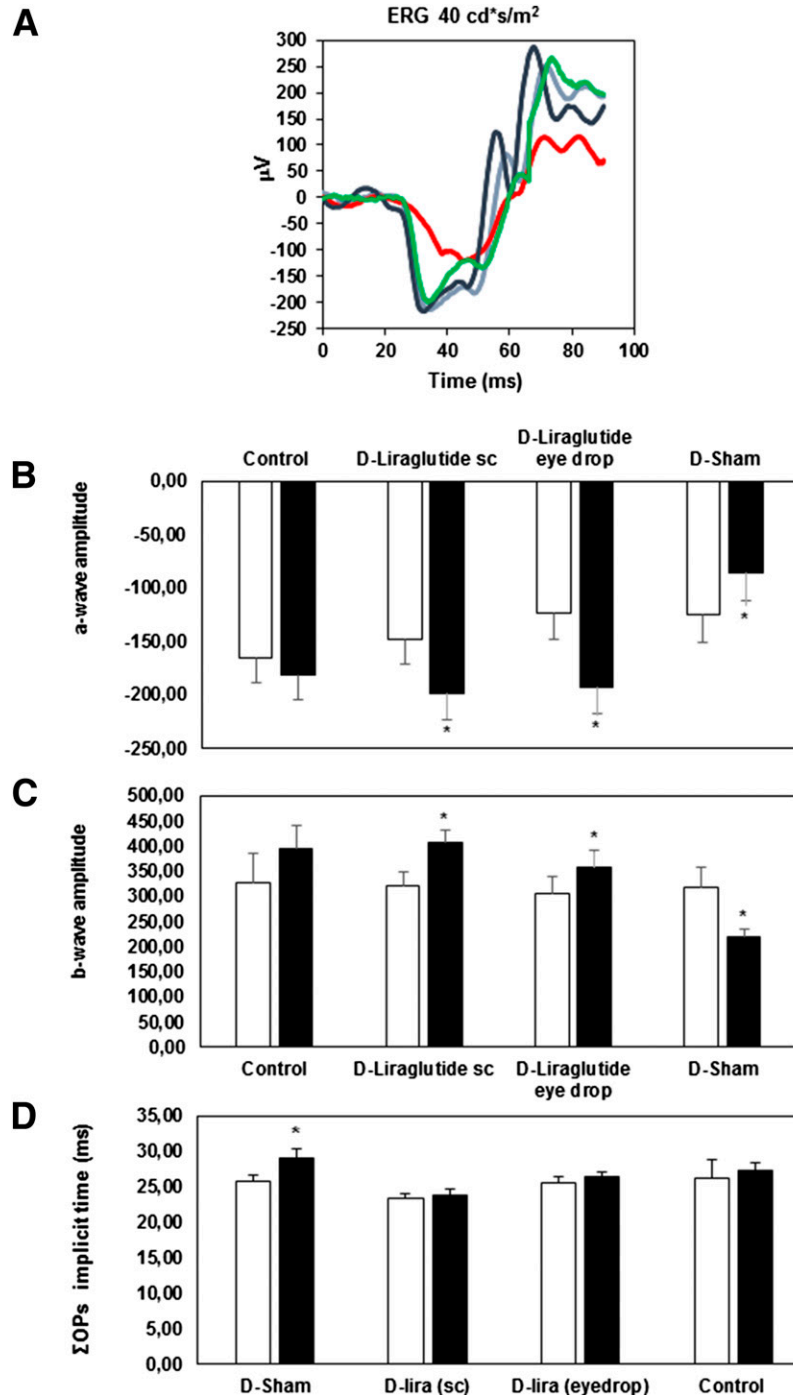 A
ERG 40 cd*s/m²
300
250
200
150
100
50
0
-50
-100
-150
-200
-250
µV
0 20 40 60 80 100
Time (ms)
B
Control D-Liraglutide sc D-Liraglutide eye drop D-Sham
a-wave amplitude
0,00
-50,00
-100,00
-150,00
-200,00
-250,00
* * *
C
b-wave amplitude
500,00
450,00
400,00
350,00
300,00
250,00
200,00
150,00
100,00
50,00
0,00
* * *
Control D-Liraglutide sc D-Liraglutide eye drop D-Sham
D
ΣOPs implicit time (ms)
35,00
30,00
25,00
20,00
15,00
10,00
5,00
0,00
*
D-Sham D-lira (sc) D-lira (eyedrop) Control